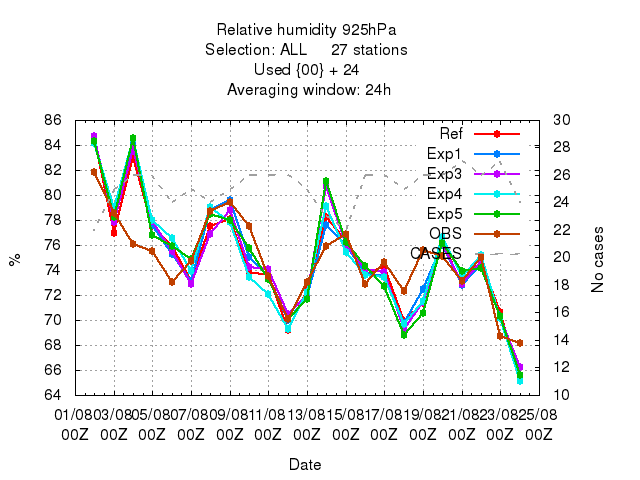 Relative humidity 925hPa
Selection: ALL 27 stations
Used {00} + 24
Averaging window: 24h
86 30
84 28
82 26
80 24
78 22
76 20
74 18
72 16
70 14
68 12
66 10
64
%
No cases
Ref
Exp1
Exp3
Exp4
Exp5
OBS
CASES
01/08 03/08 05/08 07/08 09/08 11/08 13/08 15/08 17/08 19/08 21/08 23/08 25/08
00Z 00Z 00Z 00Z 00Z 00Z 00Z 00Z 00Z 00Z 00Z 00Z 00Z
Date